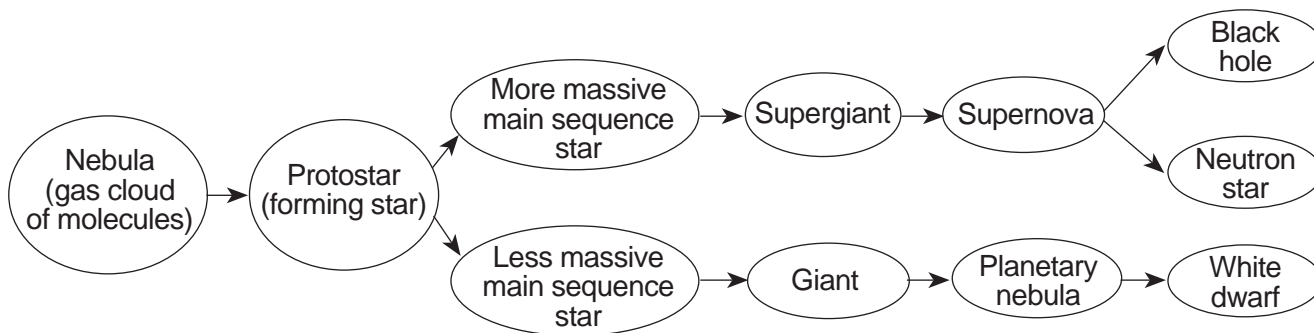 Nebula
(gas cloud
of molecules)
Protostar
(forming star)
More massive
main sequence
star
Supergiant
Supernova
Black
hole
Neutron
star
Less massive
main sequence
star
Giant
Planetary
nebula
White
dwarf